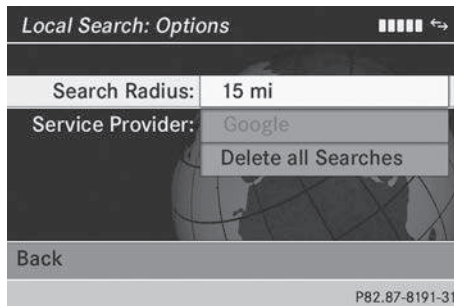 Local Search: Options
Search Radius: 15 mi
Service Provider: Google
Delete all Searches
Back
P82.87-8191-31